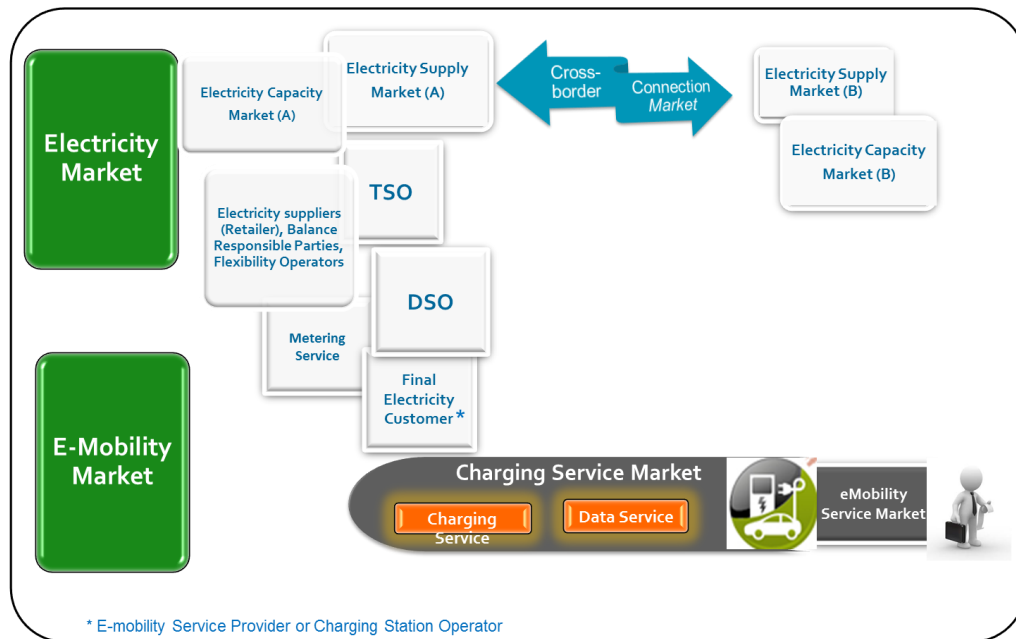 Electricity
Market
Electricity Capacity
Market (A)
Electricity Supply
Market (A)
Cross-
border
Connection
Market
Electricity Supply
Market (B)
Electricity Capacity
Market (B)
TSO
Electricity suppliers
(Retailer), Balance
Responsible Parties,
Flexibility Operators
DSO
Metering
Service
Final
Electricity
Customer *
E-Mobility
Market
Charging Service Market
Charging
Service
Data Service
eMobility
Service Market
* E-mobility Service Provider or Charging Station Operator